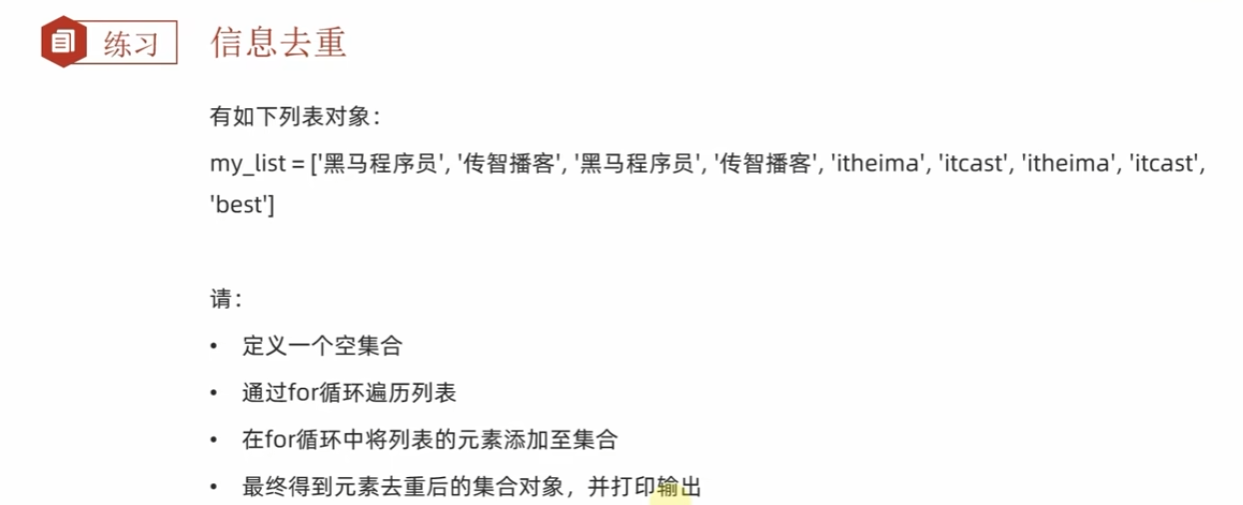 练习 信息去重
有如下列表对象：
my_list = ['黑马程序员', '传智播客', '黑马程序员', '传智播客', 'itheima', 'itcast', 'itheima', 'itcast',
'best']
请：
• 定义一个空集合
• 通过for循环遍历列表
• 在for循环中将列表的元素添加至集合
• 最终得到元素去重后的集合对象，并打印输出